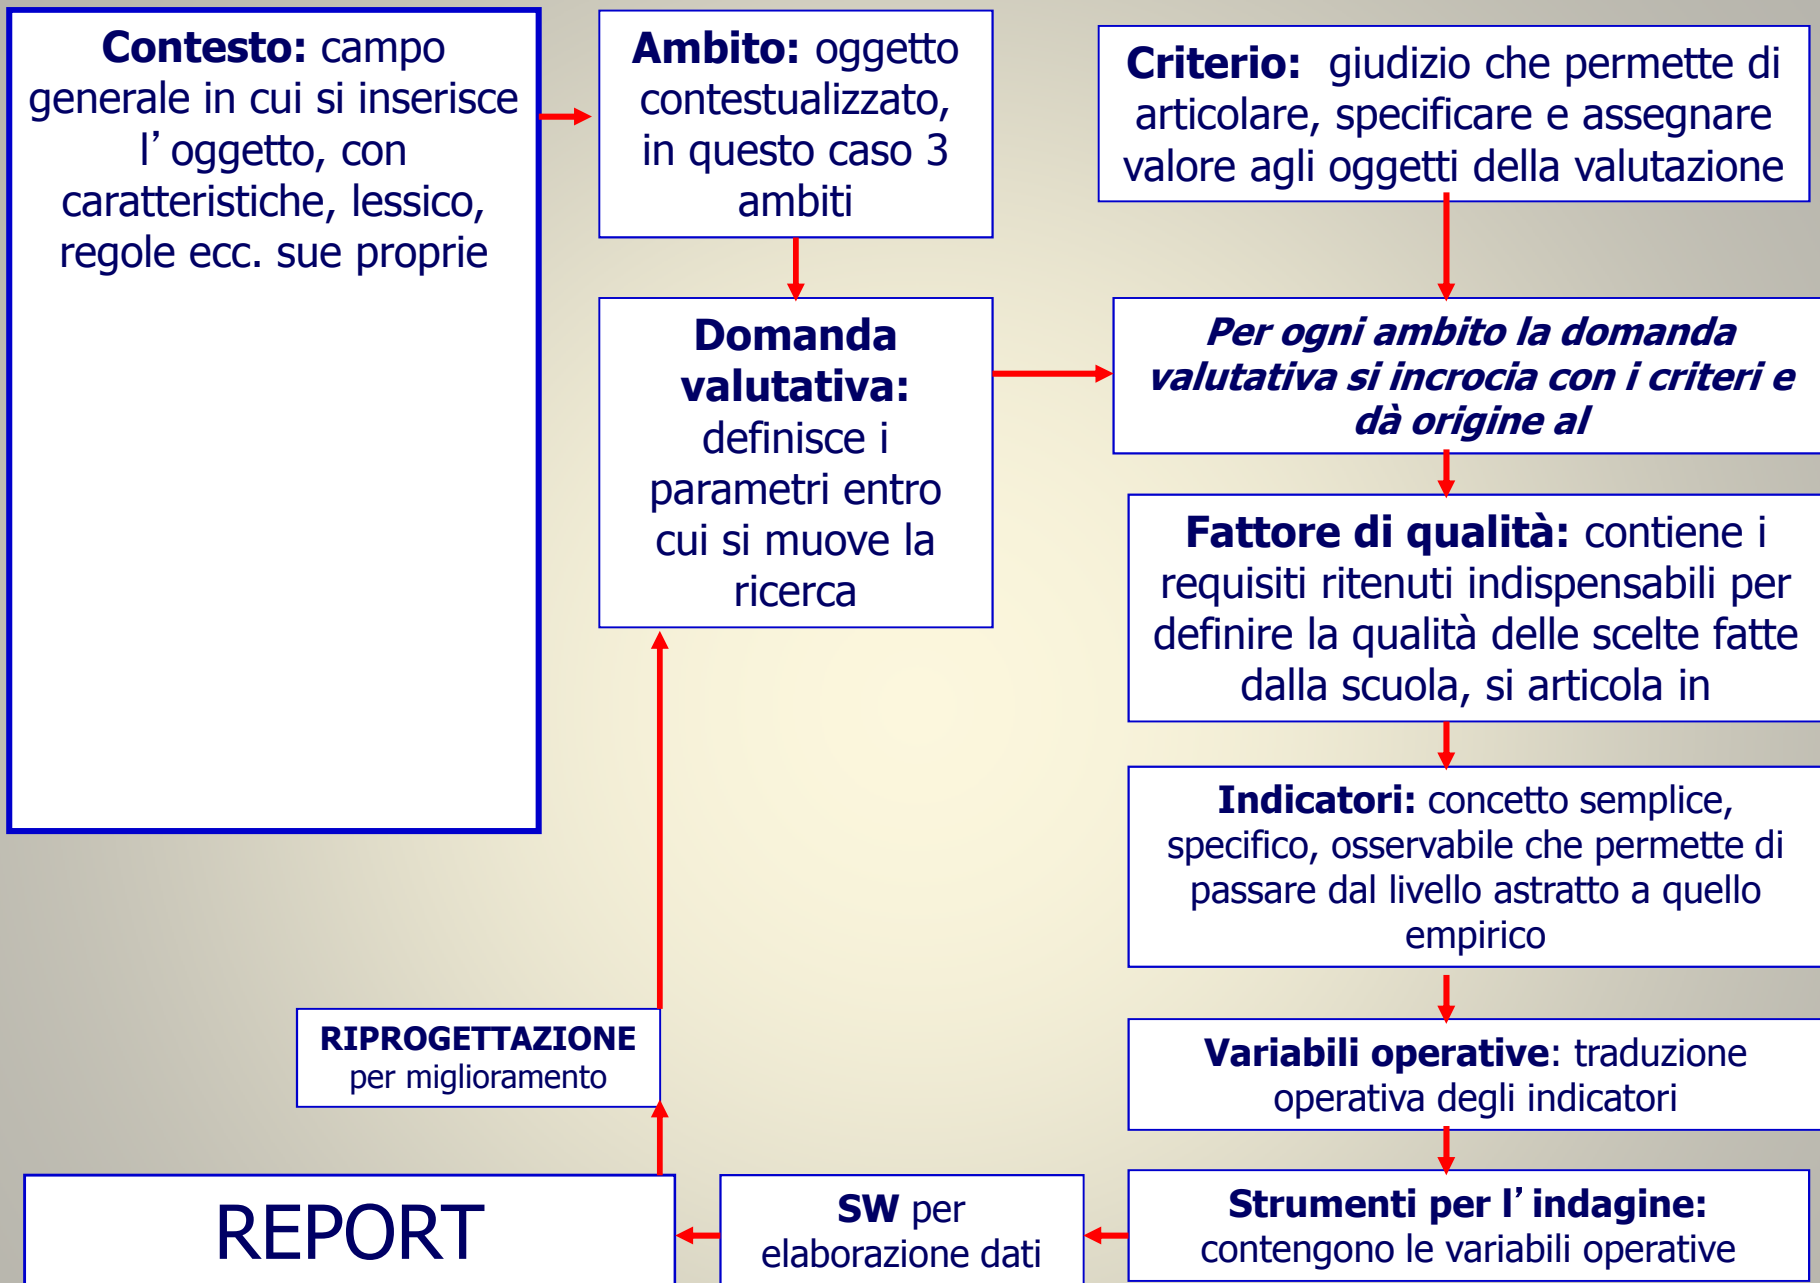 Contesto: campo
generale in cui si inserisce
l’ oggetto, con
caratteristiche, lessico,
regole ecc. sue proprie
Ambito: oggetto
contestualizzato,
in questo caso 3
ambiti
Criterio: giudizio che permette di
articolare, specificare e assegnare
valore agli oggetti della valutazione
Domanda
valutativa:
definisce i
parametri entro
cui si muove la
ricerca
Per ogni ambito la domanda
valutativa si incrocia con i criteri e
dà origine al
Fattore di qualità: contiene i
requisiti ritenuti indispensabili per
definire la qualità delle scelte fatte
dalla scuola, si articola in
Indicatori: concetto semplice,
specifico, osservabile che permette di
passare dal livello astratto a quello
empirico
Variabili operative: traduzione
operativa degli indicatori
Strumenti per l’ indagine:
contengono le variabili operative
SW per
elaborazione dati
REPORT
RIPROGETTAZIONE
per miglioramento